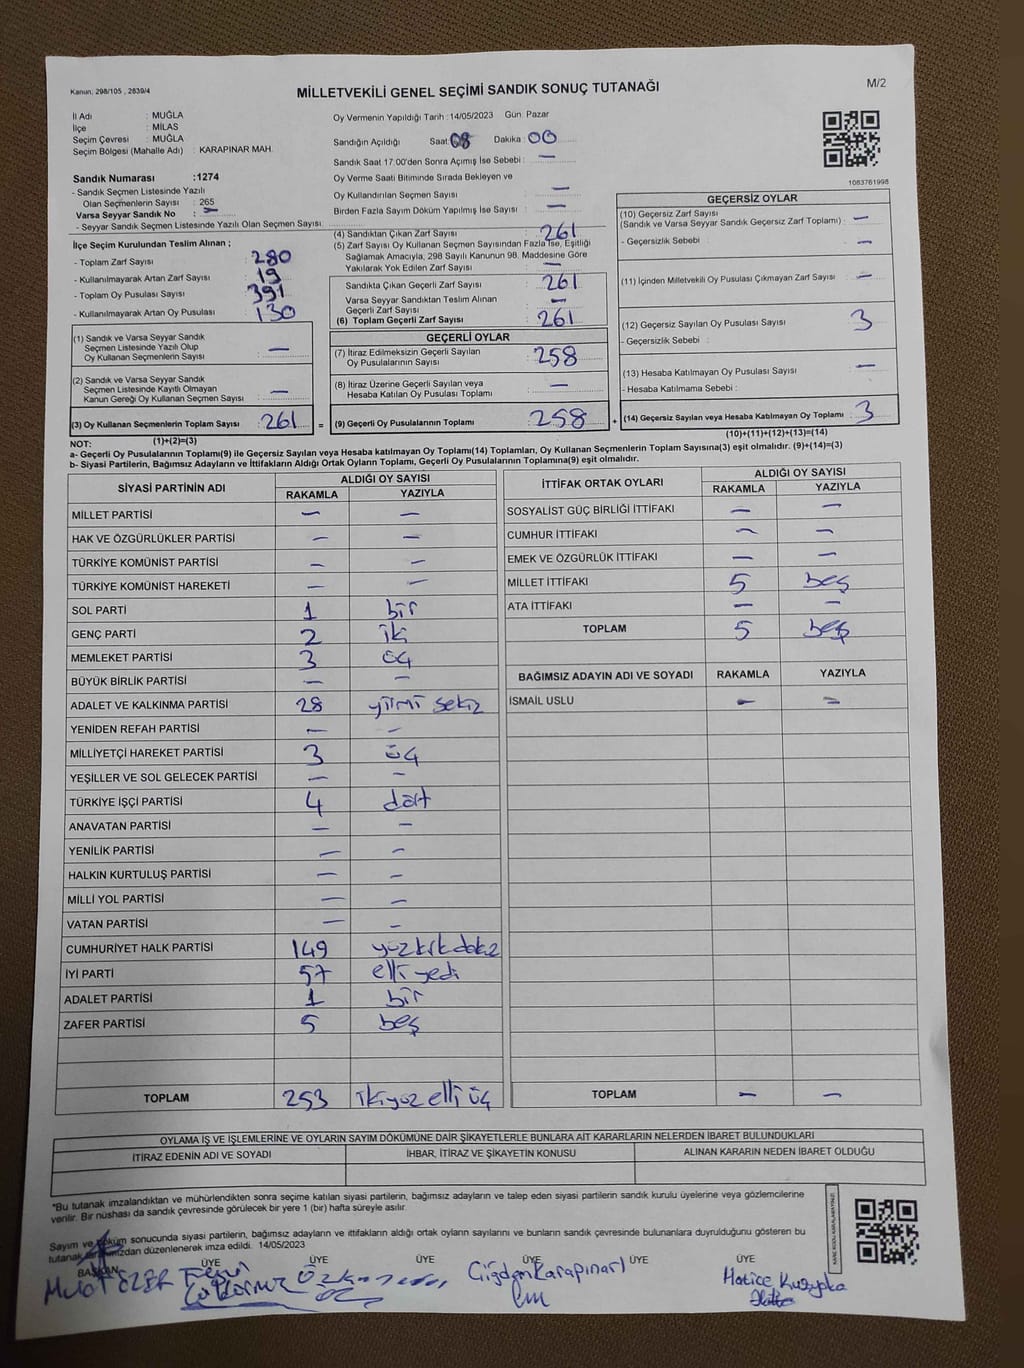 Kanun; 298/105 , 2839/4
MİLLETVEKİLİ GENEL SEÇİMİ SANDIK SONUÇ TUTANAĞI
M/2
İl Adı : MUĞLA
İlçe : MİLAS
Seçim Çevresi : MUĞLA
Seçim Bölgesi (Mahalle Adı) : KARAPINAR MAH.
Sandık Numarası :1274
- Sandık Seçmen Listesinde Yazılı
Olan Seçmenlerin Sayısı : 265
Varsa Seyyar Sandık No : –
- Seyyar Sandık Seçmen Listesinde Yazılı Olan Seçmen Sayısı
Oy Vermenin Yapıldığı Tarih :14/05/2023 Gün: Pazar
Sandığın Açıldığı Saat: 08 Dakika: 00
Sandık Saat 17.00'den Sonra Açımış İse Sebebi : –
Oy Verme Saati Bitiminde Sırada Bekleyen ve
Oy Kullandırılan Seçmen Sayısı : –
Birden Fazla Sayım Döküm Yapılmış İse Sayısı : –
1083761998
İlçe Seçim Kurulundan Teslim Alınan ;
- Toplam Zarf Sayısı : 280
- Kullanılmayarak Artan Zarf Sayısı : 19
- Toplam Oy Pusulası Sayısı : 391
- Kullanılmayarak Artan Oy Pusulası : 130
(1) Sandık ve Varsa Seyyar Sandık
Seçmen Listesinde Yazılı Olup
Oy Kullanan Seçmenlerin Sayısı : –
(2) Sandık ve Varsa Seyyar Sandık
Seçmen Listesinde Kayıtlı Olmayan
Kanun Gereği Oy Kullanan Seçmen Sayısı : –
(3) Oy Kullanan Seçmenlerin Toplam Sayısı : 261
(4) Sandıktan Çıkan Zarf Sayısı : 261
(5) Zarf Sayısı Oy Kullanan Seçmen Sayısından Fazla İse, Eşitliği
Sağlamak Amacıyla, 298 Sayılı Kanunun 98. Maddesine Göre
Yakılarak Yok Edilen Zarf Sayısı : –
Sandıkta Çıkan Geçerli Zarf Sayısı : 261
Varsa Seyyar Sandıktan Teslim Alınan
Geçerli Zarf Sayısı : –
(6) Toplam Geçerli Zarf Sayısı : 261
GEÇERLİ OYLAR
(7) İtiraz Edilmeksizin Geçerli Sayılan
Oy Pusulalarının Sayısı : 258
(8) İtiraz Üzerine Geçerli Sayılan veya
Hesaba Katılan Oy Pusulası Toplamı : –
= (9) Geçerli Oy Pusulalarının Toplamı : 258
GEÇERSİZ OYLAR
(10) Geçersiz Zarf Sayısı
(Sandık ve Varsa Seyyar Sandık Geçersiz Zarf Toplamı) : –
- Geçersizlik Sebebi : –
(11) İçinden Milletvekili Oy Pusulası Çıkmayan Zarf Sayısı : –
(12) Geçersiz Sayılan Oy Pusulası Sayısı : 3
- Geçersizlik Sebebi :
(13) Hesaba Katılmayan Oy Pusulası Sayısı : –
- Hesaba Katılmama Sebebi :
+ (14) Geçersiz Sayılan veya Hesaba Katılmayan Oy Toplamı : 3
NOT: (1)+(2)=(3)
(10)+(11)+(12)+(13)=(14)
a- Geçerli Oy Pusulalarının Toplamı(9) ile Geçersiz Sayılan veya Hesaba katılmayan Oy Toplamı(14) Toplamları, Oy Kullanan Seçmenlerin Toplam Sayısına(3) eşit olmalıdır. (9)+(14)=(3)
b- Siyasi Partilerin, Bağımsız Adayların ve İttifakların Aldığı Ortak Oyların Toplamı, Geçerli Oy Pusulalarının Toplamına(9) eşit olmalıdır.
SİYASİ PARTİNİN ADI
ALDIĞI OY SAYISI
RAKAMLA YAZIYLA
MİLLET PARTİSİ – –
HAK VE ÖZGÜRLÜKLER PARTİSİ – –
TÜRKİYE KOMÜNİST PARTİSİ – –
TÜRKİYE KOMÜNİST HAREKETİ – –
SOL PARTİ 1 bir
GENÇ PARTİ 2 iki
MEMLEKET PARTİSİ 3 üç
BÜYÜK BİRLİK PARTİSİ – –
ADALET VE KALKINMA PARTİSİ 28 yirmi sekiz
YENİDEN REFAH PARTİSİ – –
MİLLİYETÇİ HAREKET PARTİSİ 3 üç
YEŞİLLER VE SOL GELECEK PARTİSİ – –
TÜRKİYE İŞÇİ PARTİSİ 4 dört
ANAVATAN PARTİSİ – –
YENİLİK PARTİSİ – –
HALKIN KURTULUŞ PARTİSİ – –
MİLLİ YOL PARTİSİ – –
VATAN PARTİSİ – –
CUMHURİYET HALK PARTİSİ 149 yüz kırk dokuz
İYİ PARTİ 57 elli yedi
ADALET PARTİSİ 1 bir
ZAFER PARTİSİ 5 beş
TOPLAM 253 ikiyüz elli üç
İTTİFAK ORTAK OYLARI
ALDIĞI OY SAYISI
RAKAMLA YAZIYLA
SOSYALİST GÜÇ BİRLİĞİ İTTİFAKI – –
CUMHUR İTTİFAKI – –
EMEK VE ÖZGÜRLÜK İTTİFAKI – –
MİLLET İTTİFAKI 5 beş
ATA İTTİFAKI – –
TOPLAM 5 beş
BAĞIMSIZ ADAYIN ADI VE SOYADI RAKAMLA YAZIYLA
İSMAİL USLU – –
TOPLAM – –
OYLAMA İŞ VE İŞLEMLERİNE VE OYLARIN SAYIM DÖKÜMÜNE DAİR ŞİKAYETLERLE BUNLARA AİT KARARLARIN NELERDEN İBARET BULUNDUKLARI
İTİRAZ EDENİN ADI VE SOYADI İHBAR, İTİRAZ VE ŞİKAYETİN KONUSU ALINAN KARARIN NEDEN İBARET OLDUĞU
"Bu tutanak imzalandıktan ve mühürlendikten sonra seçime katılan siyasi partilerin, bağımsız adayların ve talep eden siyasi partilerin sandık kurulu üyelerine veya gözlemcilerine
verilir. Bir nüshası da sandık çevresinde görülecek bir yere 1 (bir) hafta süreyle asılır.
Sayım ve döküm sonucunda siyasi partilerin, bağımsız adayların ve ittifakların aldığı ortak oyların sayılarını ve bunların sandık çevresinde bulunanlara duyrulduğunu gösteren bu
tutanak tarafımızdan düzenlenerek imza edildi. 14/05/2023
BAŞKAN ÜYE ÜYE ÜYE ÜYE ÜYE ÜYE
Murat ÖZER
Çiğdem Karapınar
Hatice